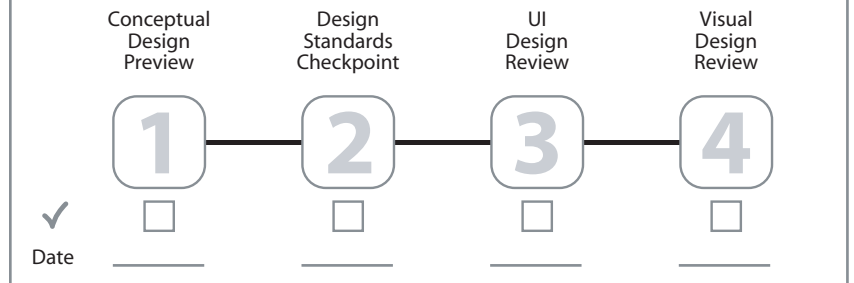 Conceptual
Design
Preview
Design
Standards
Checkpoint
UI
Design
Review
Visual
Design
Review
1
2
3
4
Date